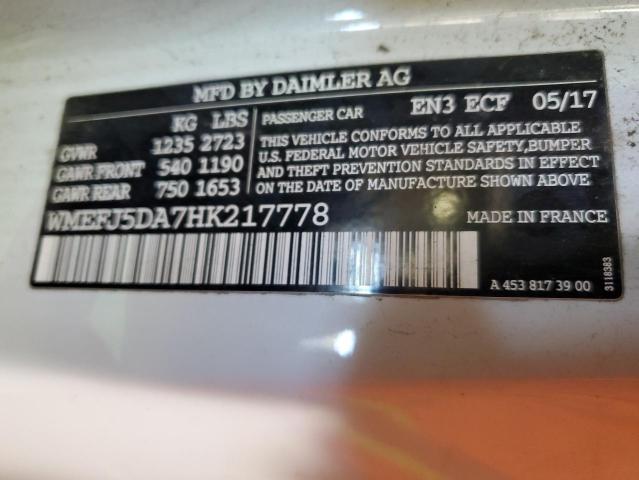 MFD BY DAIMLER AG
KG LBS
GVWR 1235 2723
GAWR FRONT 540 1190
GAWR REAR 750 1653
PASSENGER CAR EN3 ECF 05/17
THIS VEHICLE CONFORMS TO ALL APPLICABLE
U.S. FEDERAL MOTOR VEHICLE SAFETY, BUMPER
AND THEFT PREVENTION STANDARDS IN EFFECT
ON THE DATE OF MANUFACTURE SHOWN ABOVE
WMEFJ5DA7HK217778
MADE IN FRANCE
A 453 817 39 00
3118383